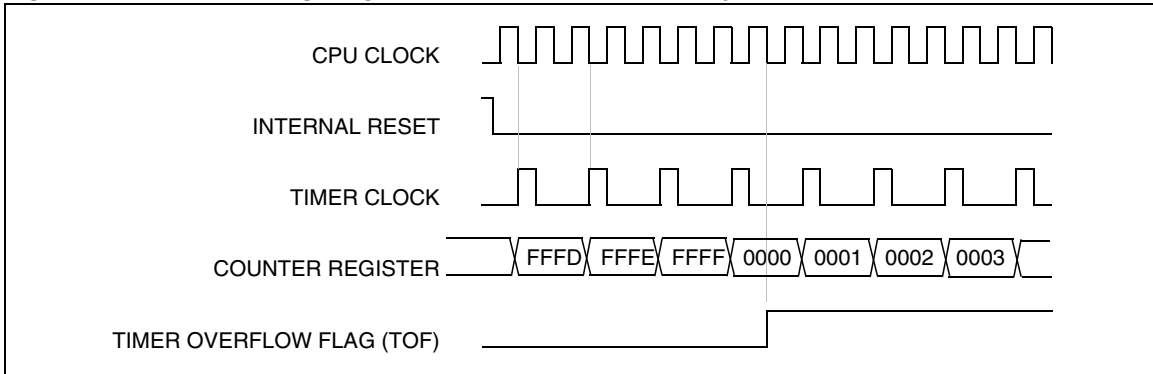 CPU CLOCK
INTERNAL RESET
TIMER CLOCK
COUNTER REGISTER FFFD FFFE FFFF 0000 0001 0002 0003
TIMER OVERFLOW FLAG (TOF)